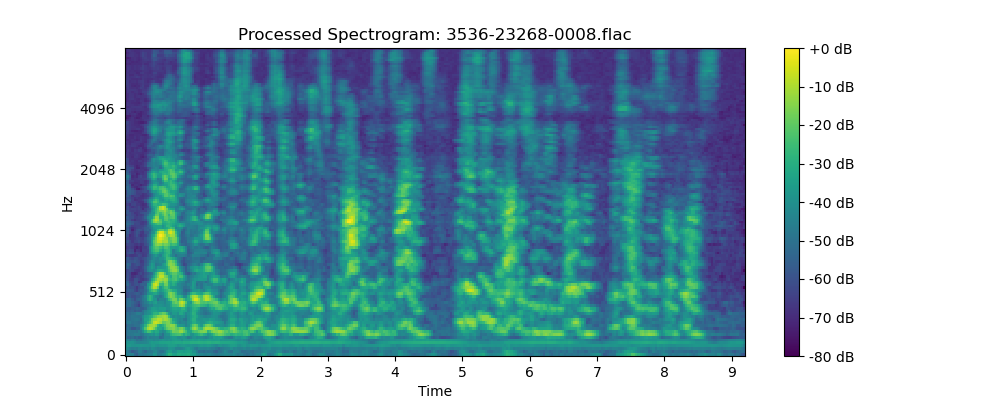 Processed Spectrogram: 3536-23268-0008.flac
Hz
4096
2048
1024
512
0
0 1 2 3 4 5 6 7 8 9
Time
+0 dB
-10 dB
-20 dB
-30 dB
-40 dB
-50 dB
-60 dB
-70 dB
-80 dB